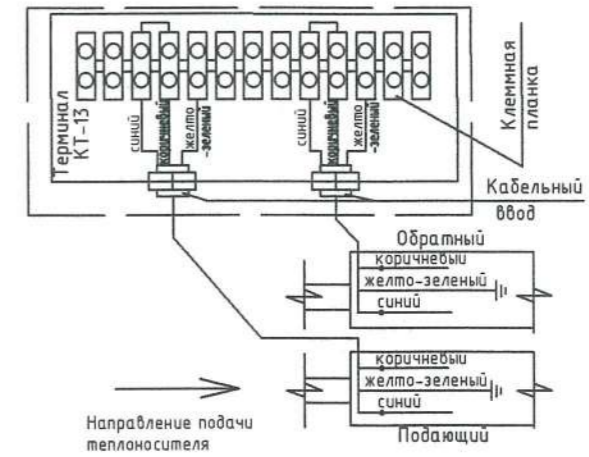 Терминал
КТ-13
синий
коричневый
желто
-зеленый
синий
коричневый
желто
-зеленый
Клеммная
планка
Кабельный
ввод
Обратный
коричневый
желто-зеленый
синий
коричневый
желто-зеленый
синий
Подающий
Направление подачи
теплоносителя